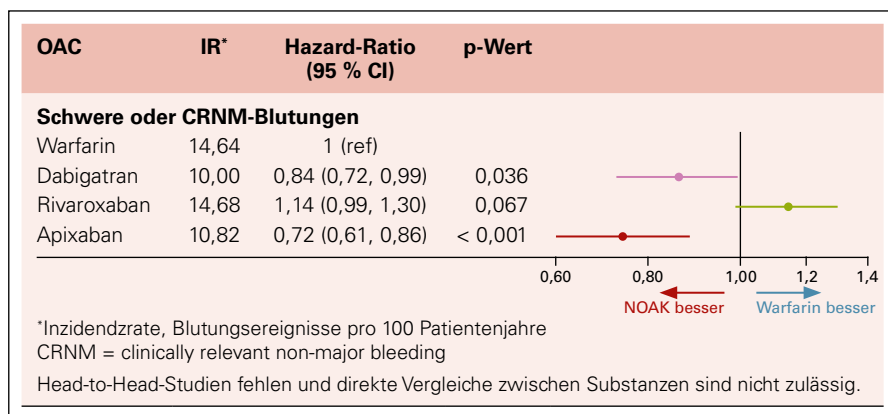 OAC IR* Hazard-Ratio p-Wert
(95 % CI)
Schwere oder CRNM-Blutungen
Warfarin 14,64 1 (ref)
Dabigatran 10,00 0,84 (0,72, 0,99) 0,036
Rivaroxaban 14,68 1,14 (0,99, 1,30) 0,067
Apixaban 10,82 0,72 (0,61, 0,86) < 0,001
0,60 0,80 1,00 1,2 1,4
NOAK besser Warfarin besser
*Inzidendzrate, Blutungsereignisse pro 100 Patientenjahre
CRNM = clinically relevant non-major bleeding
Head-to-Head-Studien fehlen und direkte Vergleiche zwischen Substanzen sind nicht zulässig.